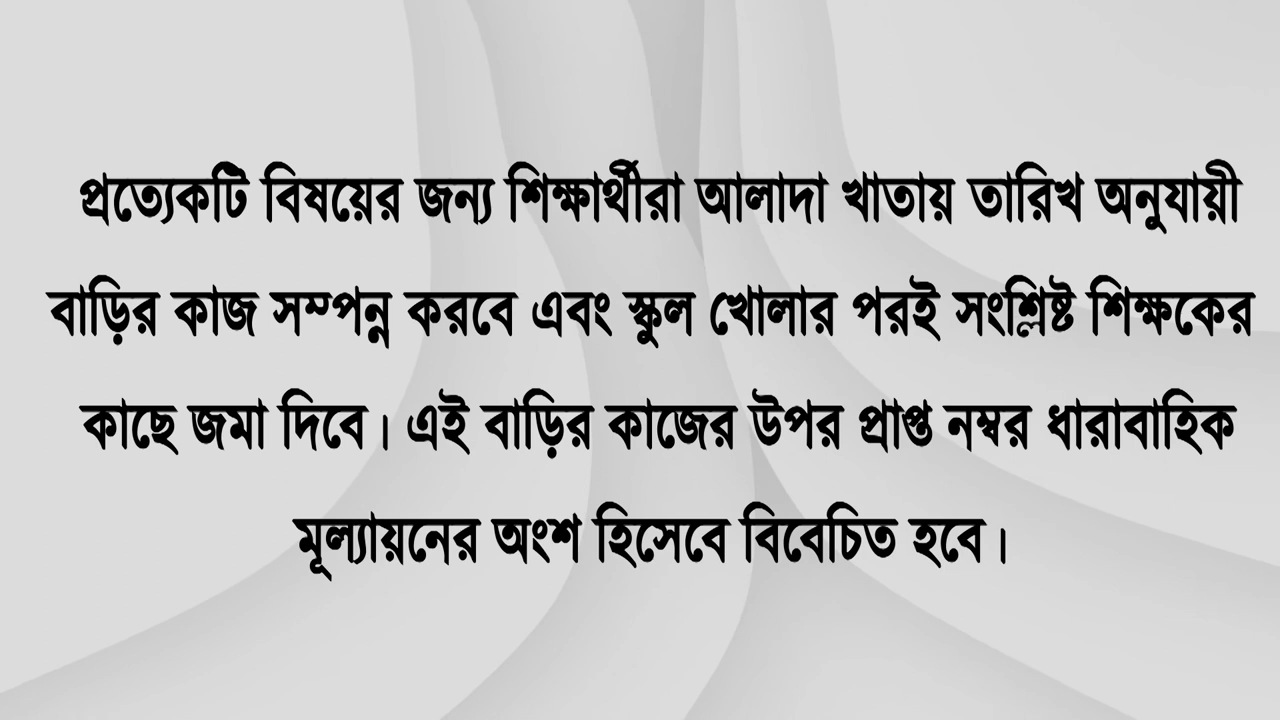 প্রত্যেকটি বিষয়ের জন্য শিক্ষার্থীরা আলাদা খাতায় তারিখ অনুযায়ী
বাড়ির কাজ সম্পন্ন করবে এবং স্কুল খোলার পরই সংশ্লিষ্ট শিক্ষকের
কাছে জমা দিবে। এই বাড়ির কাজের উপর প্রাপ্ত নম্বর ধারাবাহিক
মূল্যায়নের অংশ হিসেবে বিবেচিত হবে।